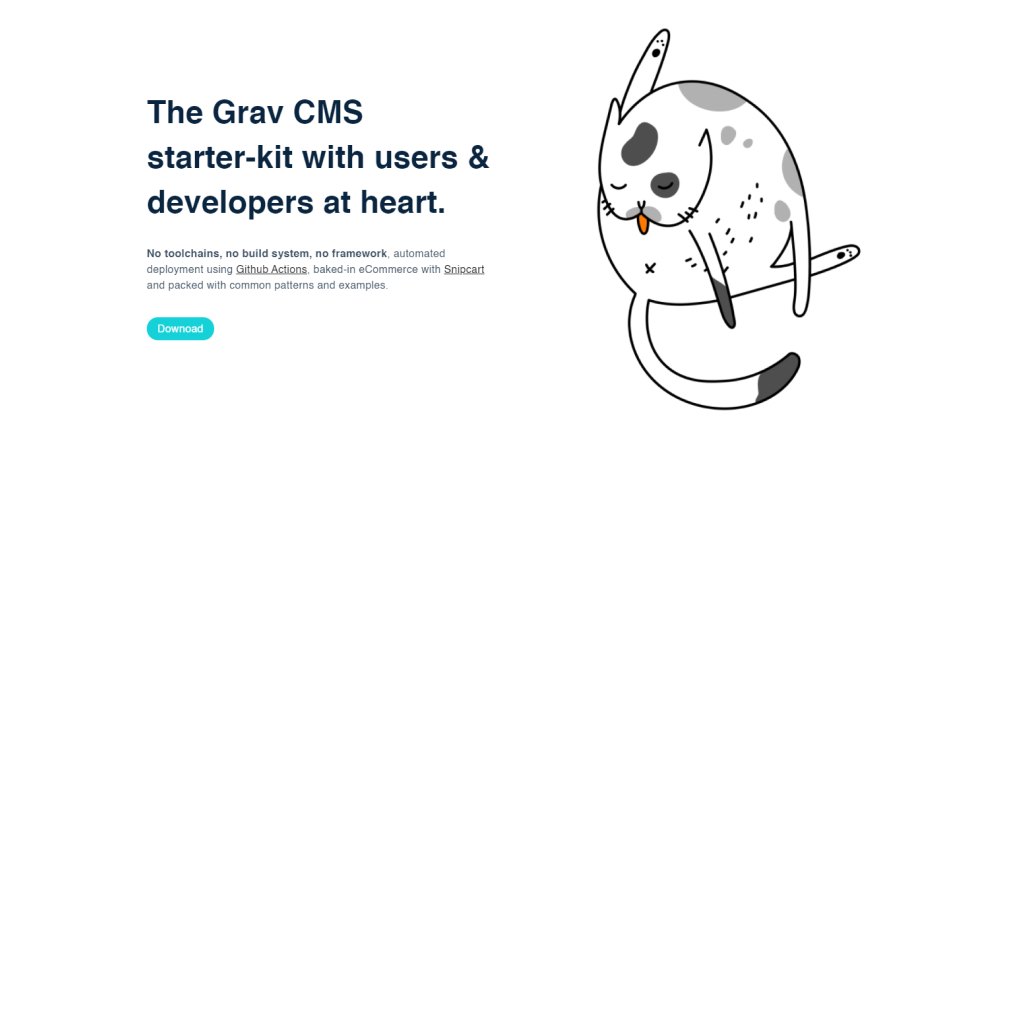 The Grav CMS
starter-kit with users &
developers at heart.
No toolchains, no build system, no framework, automated
deployment using Github Actions, baked-in eCommerce with Snipcart
and packed with common patterns and examples.
Downoad